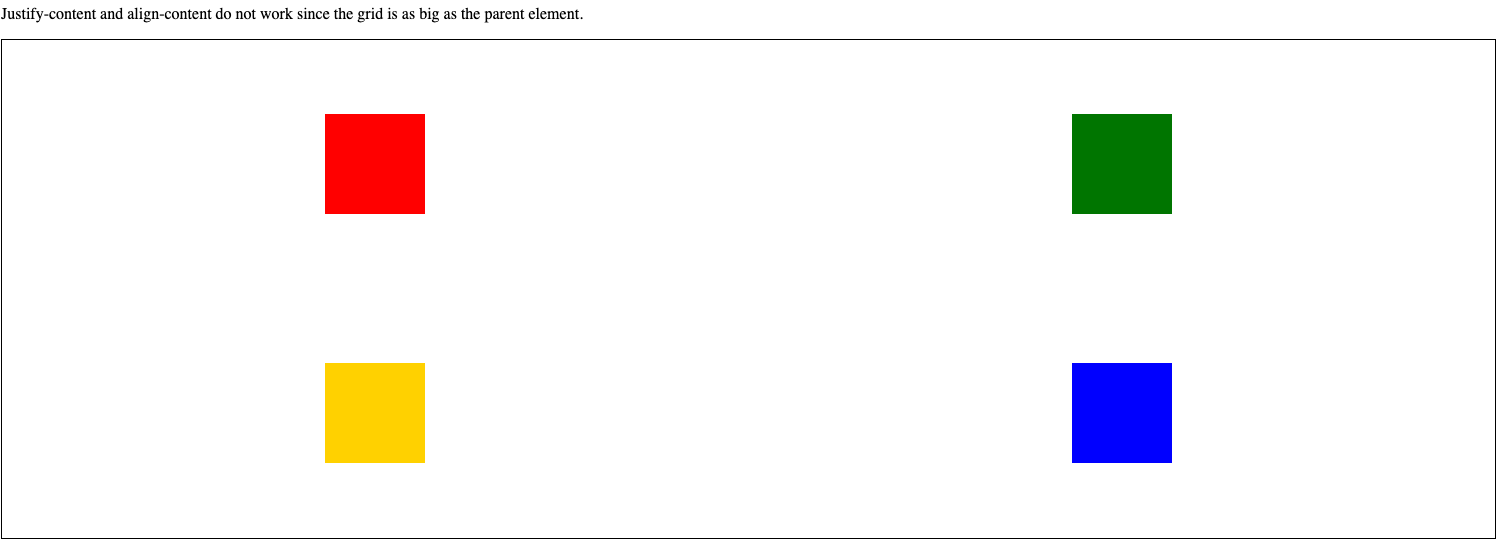 Justify-content and align-content do not work since the grid is as big as the parent element.